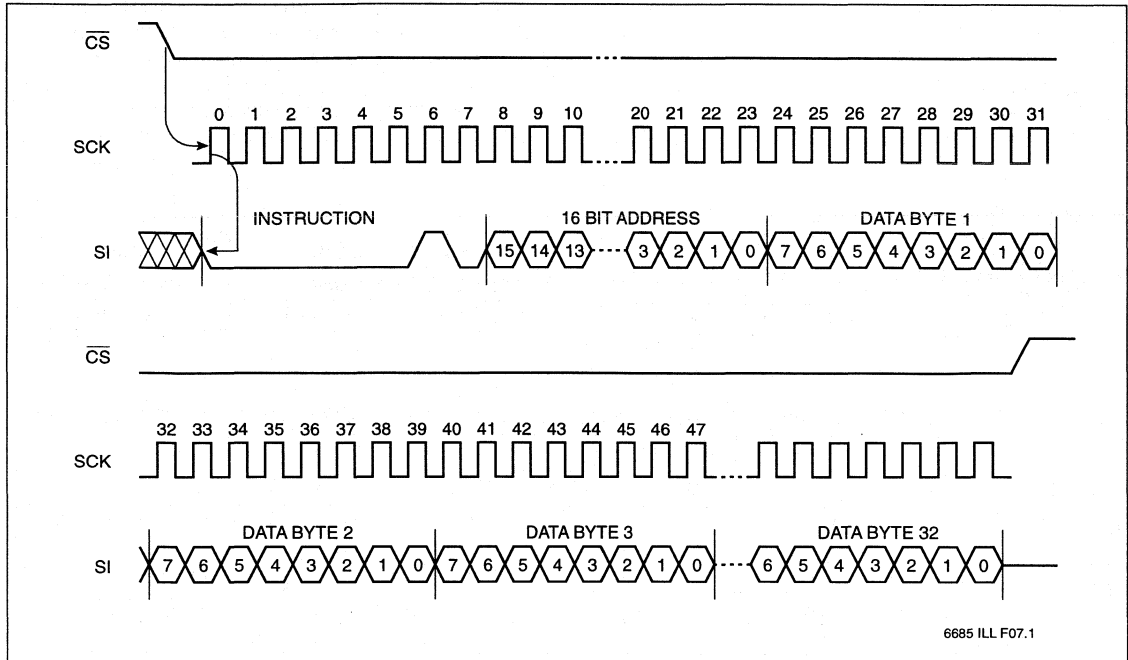 CS
0 1 2 3 4 5 6 7 8 9 10 20 21 22 23 24 25 26 27 28 29 30 31
SCK
INSTRUCTION 16 BIT ADDRESS DATA BYTE 1
SI 15 14 13 3 2 1 0 7 6 5 4 3 2 1 0
CS
32 33 34 35 36 37 38 39 40 41 42 43 44 45 46 47
SCK
DATA BYTE 2 DATA BYTE 3 DATA BYTE 32
SI 7 6 5 4 3 2 1 0 7 6 5 4 3 2 1 0 6 5 4 3 2 1 0
6685 ILL F07.1